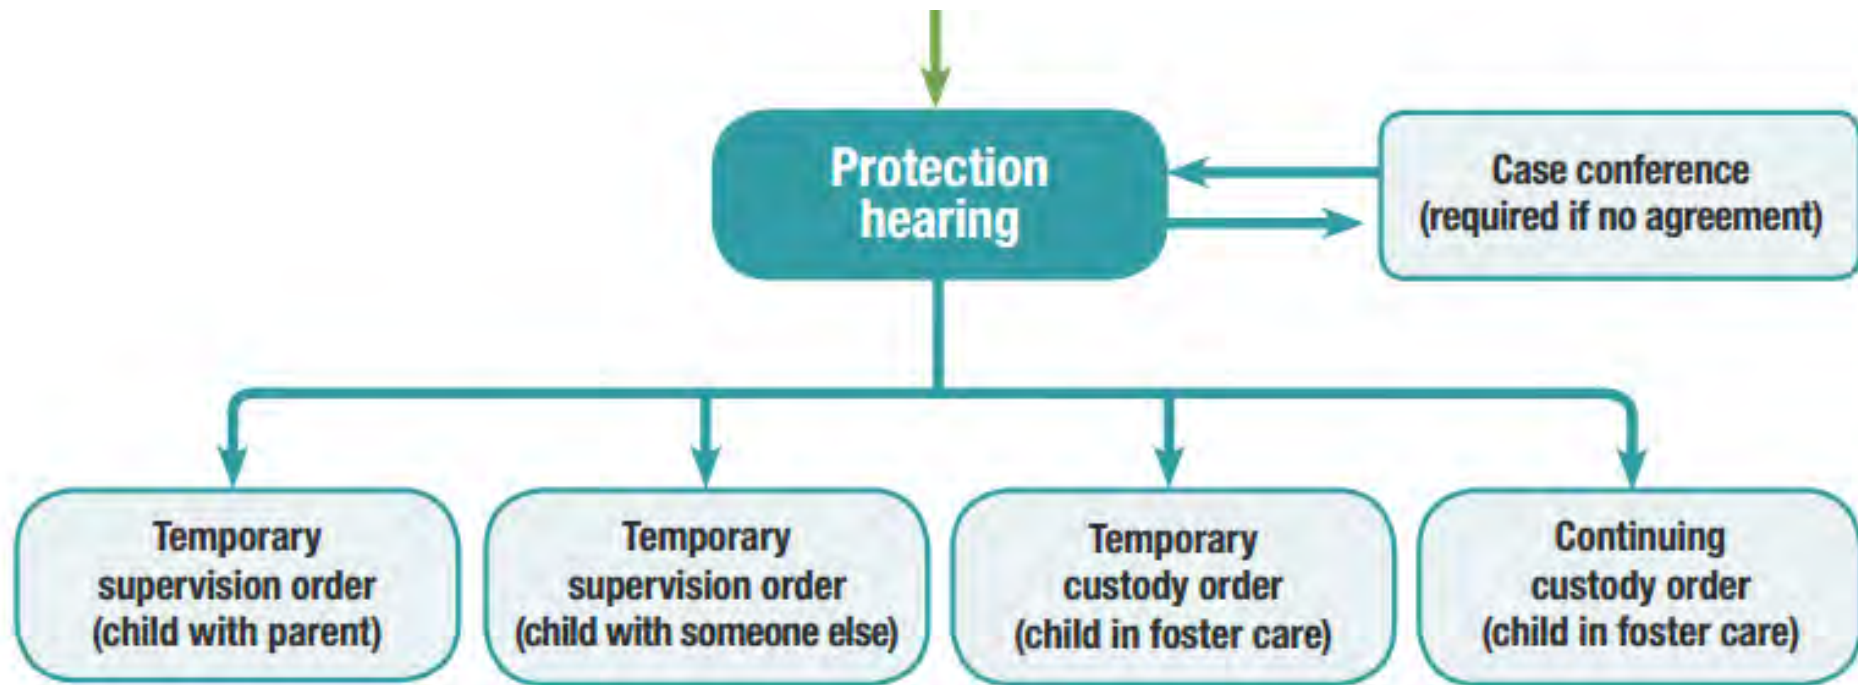 Protection
hearing
Case conference
(required if no agreement)
Temporary
supervision order
(child with parent)
Temporary
supervision order
(child with someone else)
Temporary
custody order
(child in foster care)
Continuing
custody order
(child in foster care)